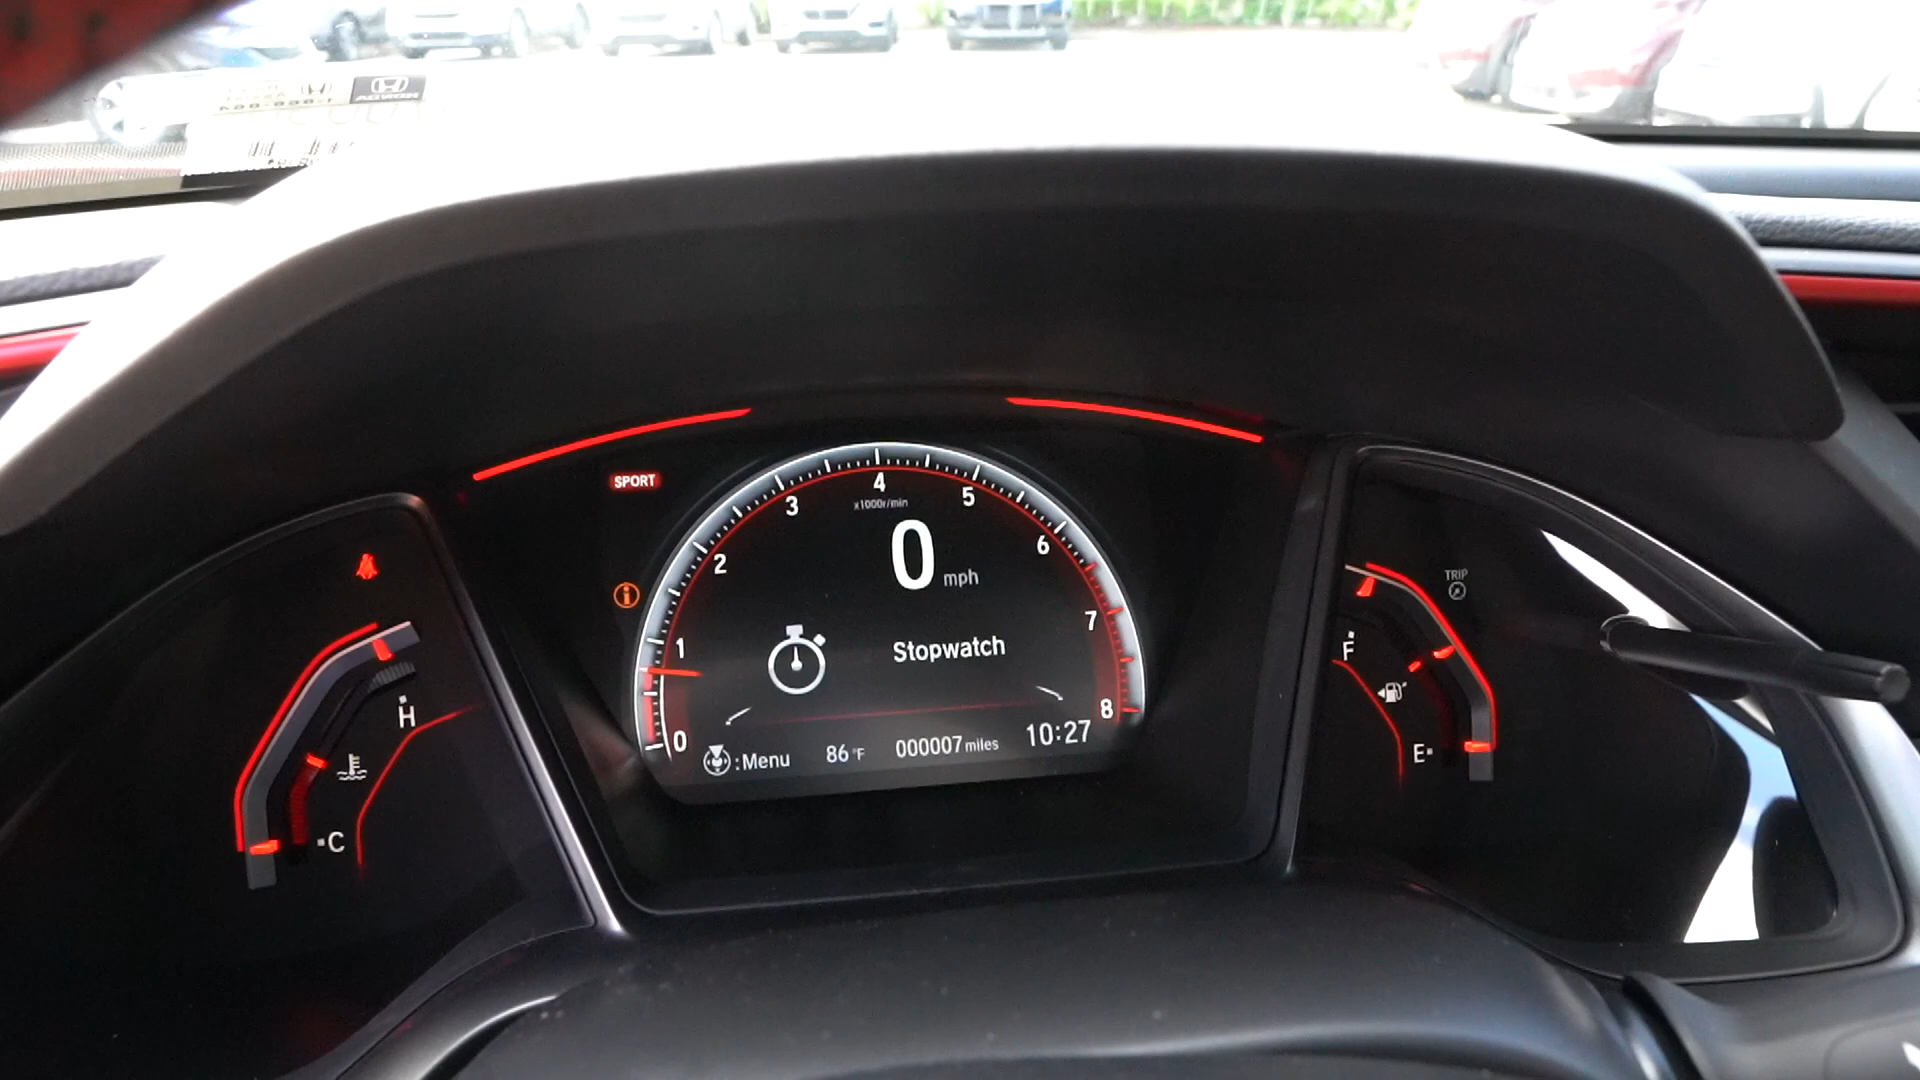 SPORT
4
3
5
x1000r/min
2
6
0 mph
1
7
Stopwatch
0
8
:Menu
86°F
000007 miles
10:27
H
C
TRIP
F
E